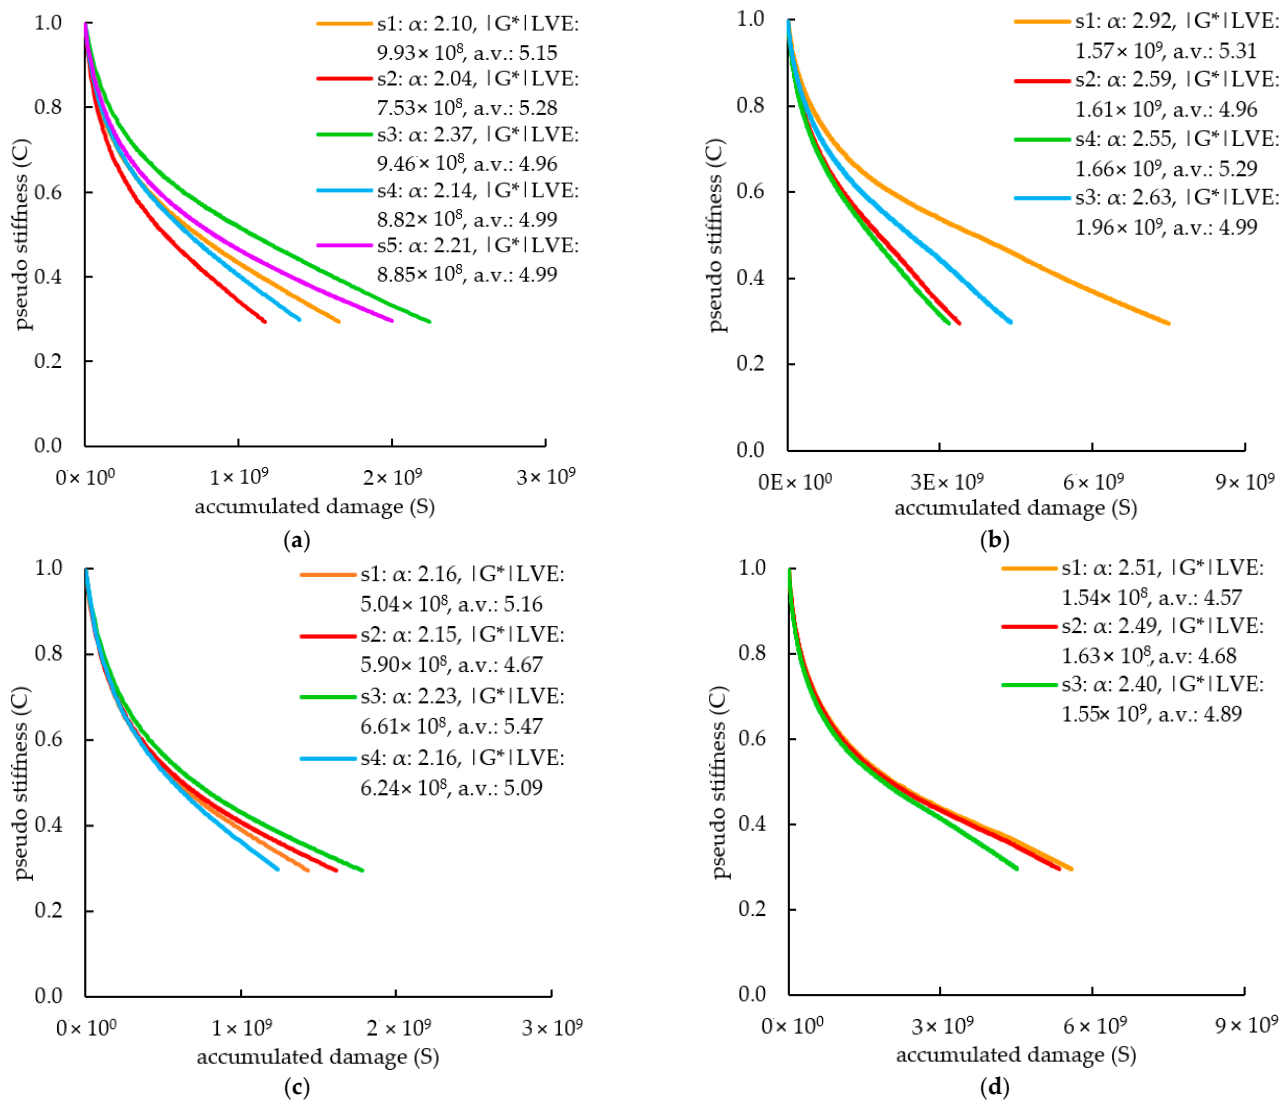 1.0
0.8
0.6
0.4
0.2
0.0
pseudo stiffness (C)
s1: α: 2.10, |G*|LVE:
9.93× 10⁸, a.v.: 5.15
s2: α: 2.04, |G*|LVE:
7.53× 10⁸, a.v.: 5.28
s3: α: 2.37, |G*|LVE:
9.46× 10⁸, a.v.: 4.96
s4: α: 2.14, |G*|LVE:
8.82× 10⁸, a.v.: 4.99
s5: α: 2.21, |G*|LVE:
8.85× 10⁸, a.v.: 4.99
0 × 10⁰ 1 × 10⁹ 2 × 10⁹ 3 × 10⁹
accumulated damage (S)
(a)
1.0
0.8
0.6
0.4
0.2
0.0
pseudo stiffness (C)
s1: α: 2.92, |G*|LVE:
1.57× 10⁹, a.v.: 5.31
s2: α: 2.59, |G*|LVE:
1.61× 10⁹, a.v.: 4.96
s4: α: 2.55, |G*|LVE:
1.66× 10⁹, a.v.: 5.29
s3: α: 2.63, |G*|LVE:
1.96× 10⁹, a.v.: 4.99
0E× 10⁰ 3E× 10⁹ 6 × 10⁹ 9 × 10⁹
accumulated damage (S)
(b)
1.0
0.8
0.6
0.4
0.2
0.0
pseudo stiffness (C)
s1: α: 2.16, |G*|LVE:
5.04× 10⁸, a.v.: 5.16
s2: α: 2.15, |G*|LVE:
5.90× 10⁸, a.v.: 4.67
s3: α: 2.23, |G*|LVE:
6.61× 10⁸, a.v.: 5.47
s4: α: 2.16, |G*|LVE:
6.24× 10⁸, a.v.: 5.09
0 × 10⁰ 1 × 10⁹ 2 × 10⁹ 3 × 10⁹
accumulated damage (S)
(c)
1.0
0.8
0.6
0.4
0.2
0.0
pseudo stiffness (C)
s1: α: 2.51, |G*|LVE:
1.54× 10⁸, a.v.: 4.57
s2: α: 2.49, |G*|LVE:
1.63× 10⁸, a.v: 4.68
s3: α: 2.40, |G*|LVE:
1.55× 10⁹, a.v.: 4.89
0 × 10⁰ 3 × 10⁹ 6 × 10⁹ 9 × 10⁹
accumulated damage (S)
(d)